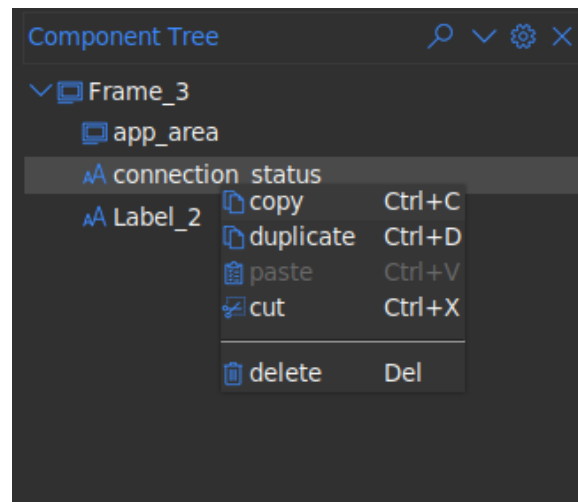 Component Tree
Frame_3
app_area
connection_status
Label_2
copy Ctrl+C
duplicate Ctrl+D
paste Ctrl+V
cut Ctrl+X
delete Del